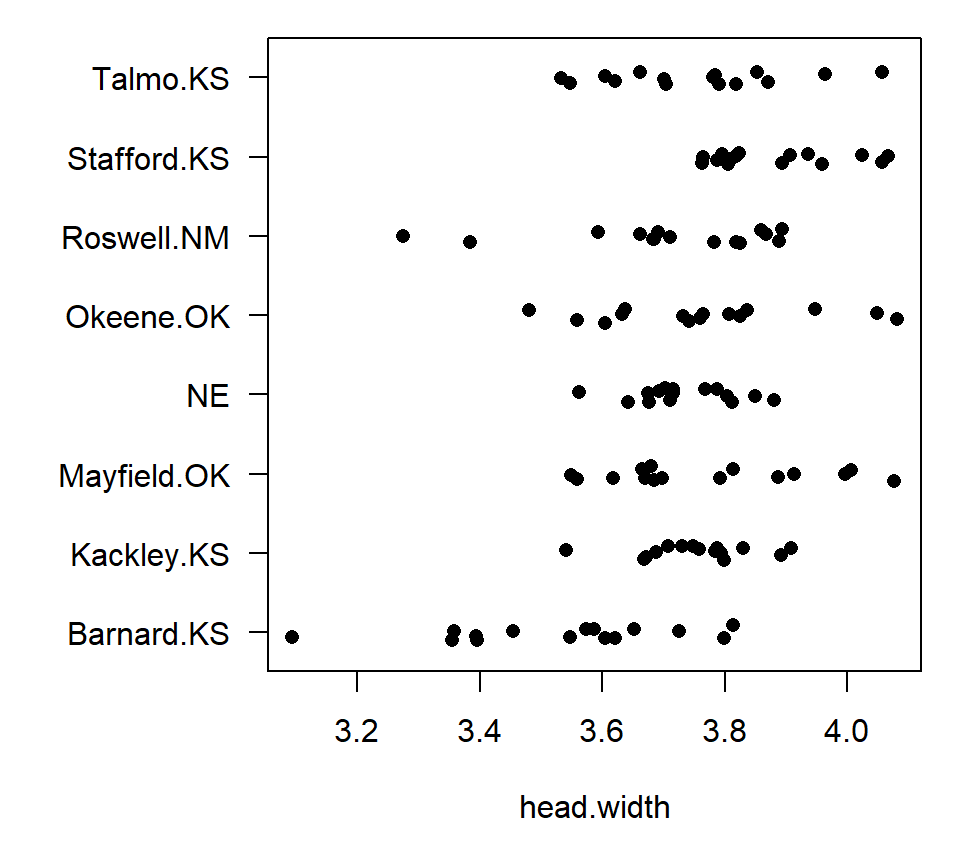 Talmo.KS
Stafford.KS
Roswell.NM
Okeene.OK
NE
Mayfield.OK
Kackley.KS
Barnard.KS
3.2 3.4 3.6 3.8 4.0
head.width